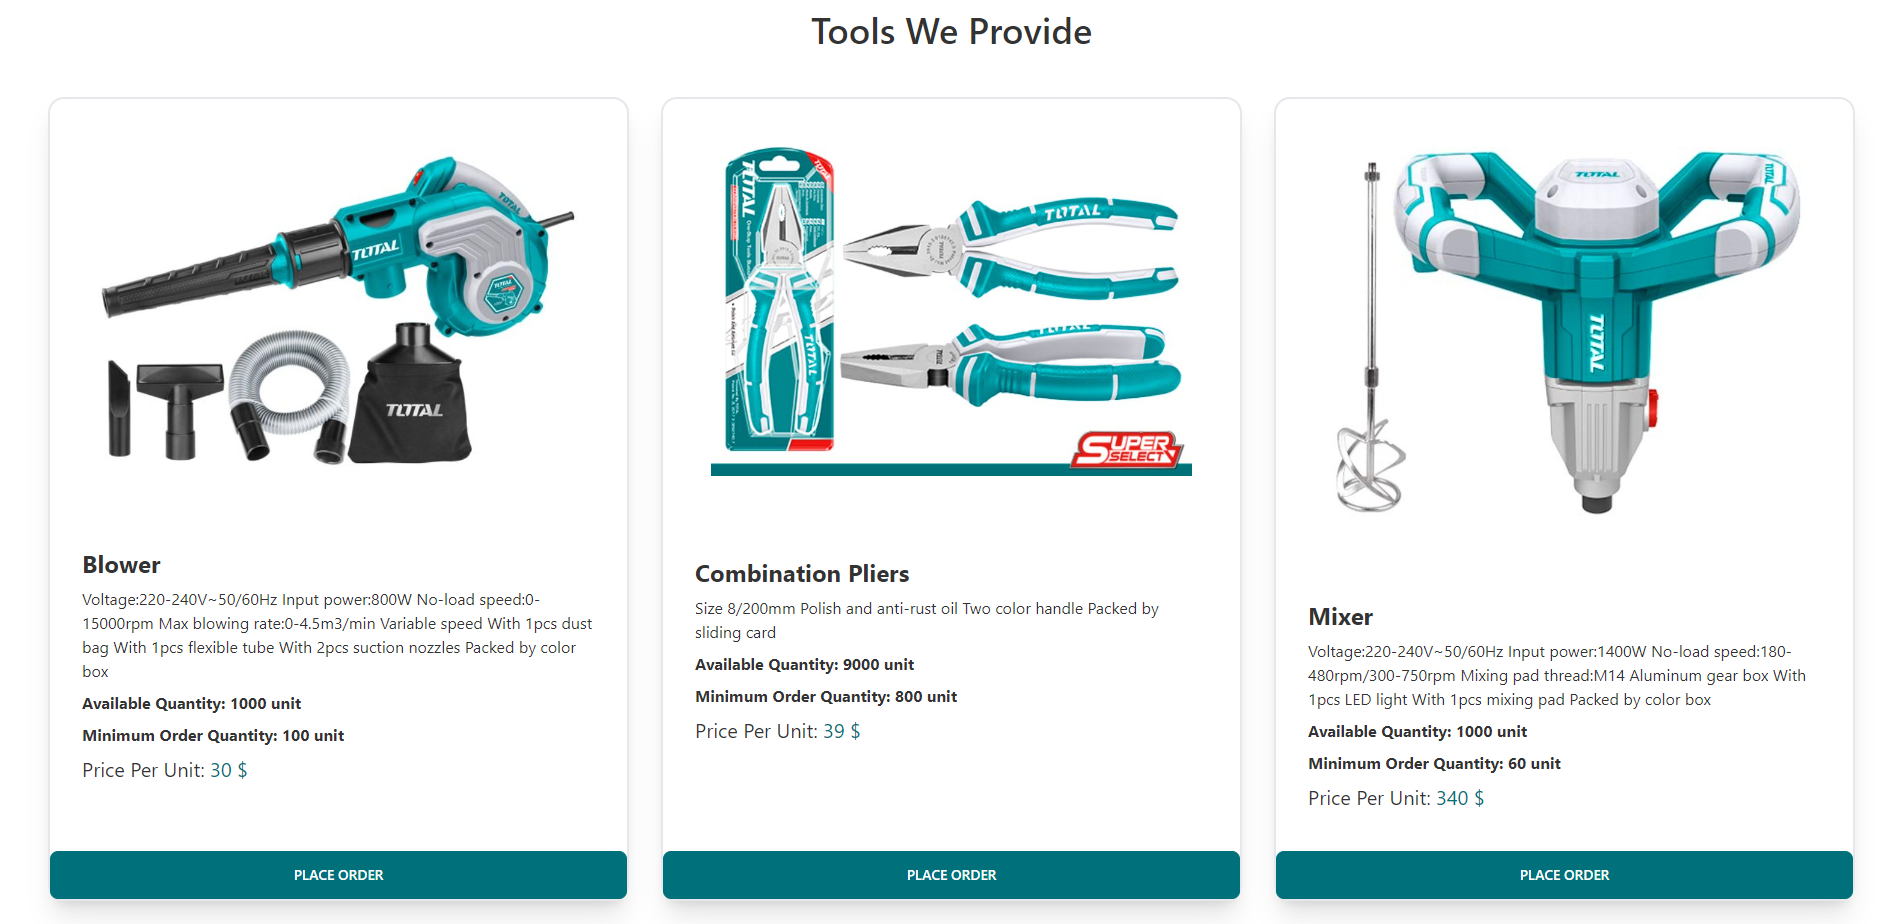 Tools We Provide
TOTAL
TOTAL
TOTAL
TOTAL
Blower
Voltage:220-240V~50/60Hz Input power:800W No-load speed:0-
15000rpm Max blowing rate:0-4.5m3/min Variable speed With 1pcs dust
bag With 1pcs flexible tube With 2pcs suction nozzles Packed by color
box
Available Quantity: 1000 unit
Minimum Order Quantity: 100 unit
Price Per Unit: 30 $
PLACE ORDER
TOTAL
TOTAL
TOTAL
TOTAL
TOTAL
TOTAL
SUPER
SELECT
Combination Pliers
Size 8/200mm Polish and anti-rust oil Two color handle Packed by
sliding card
Available Quantity: 9000 unit
Minimum Order Quantity: 800 unit
Price Per Unit: 39 $
PLACE ORDER
TOTAL
TOTAL
TOTAL
Mixer
Voltage:220-240V~50/60Hz Input power:1400W No-load speed:180-
480rpm/300-750rpm Mixing pad thread:M14 Aluminum gear box With
1pcs LED light With 1pcs mixing pad Packed by color box
Available Quantity: 1000 unit
Minimum Order Quantity: 60 unit
Price Per Unit: 340 $
PLACE ORDER